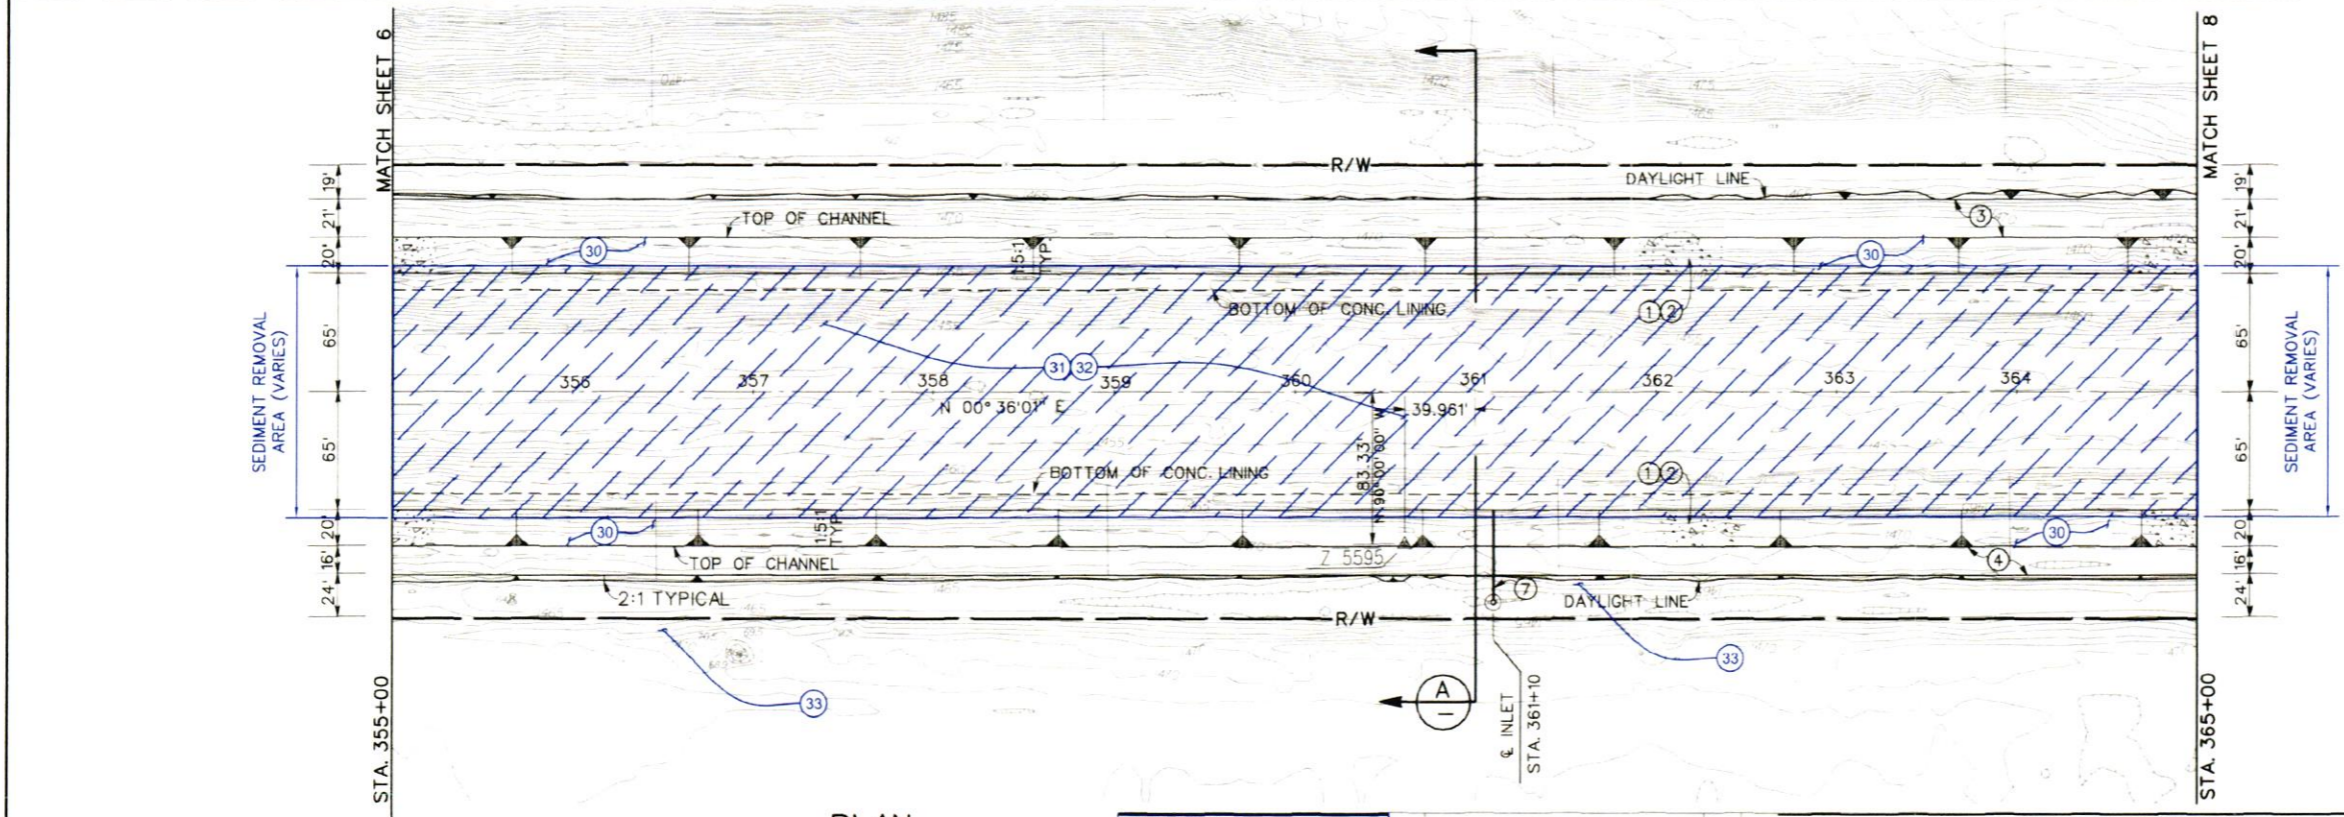 MATCH SHEET 6
MATCH SHEET 8
R/W
DAYLIGHT LINE
19'
19'
21'
21'
TOP OF CHANNEL
3
20'
20'
30
1.5:1
TYP.
30
BOTTOM OF CONC. LINING
1 2
SEDIMENT REMOVAL
AREA (VARIES)
65'
65'
SEDIMENT REMOVAL
AREA (VARIES)
31 32
356 357 358 359 360 361 362 363 364
N 00° 36'01" E
39.961'
83.33'
N 90° 00' 00" W
65'
65'
BOTTOM OF CONC. LINING
1 2
20'
20'
30
1.5:1
TYP.
30
TOP OF CHANNEL
Z 5595
4
16'
16'
24'
24'
2:1 TYPICAL
7
DAYLIGHT LINE
R/W
33
33
A
–
℄ INLET
STA. 361+10
STA. 355+00
STA. 365+00